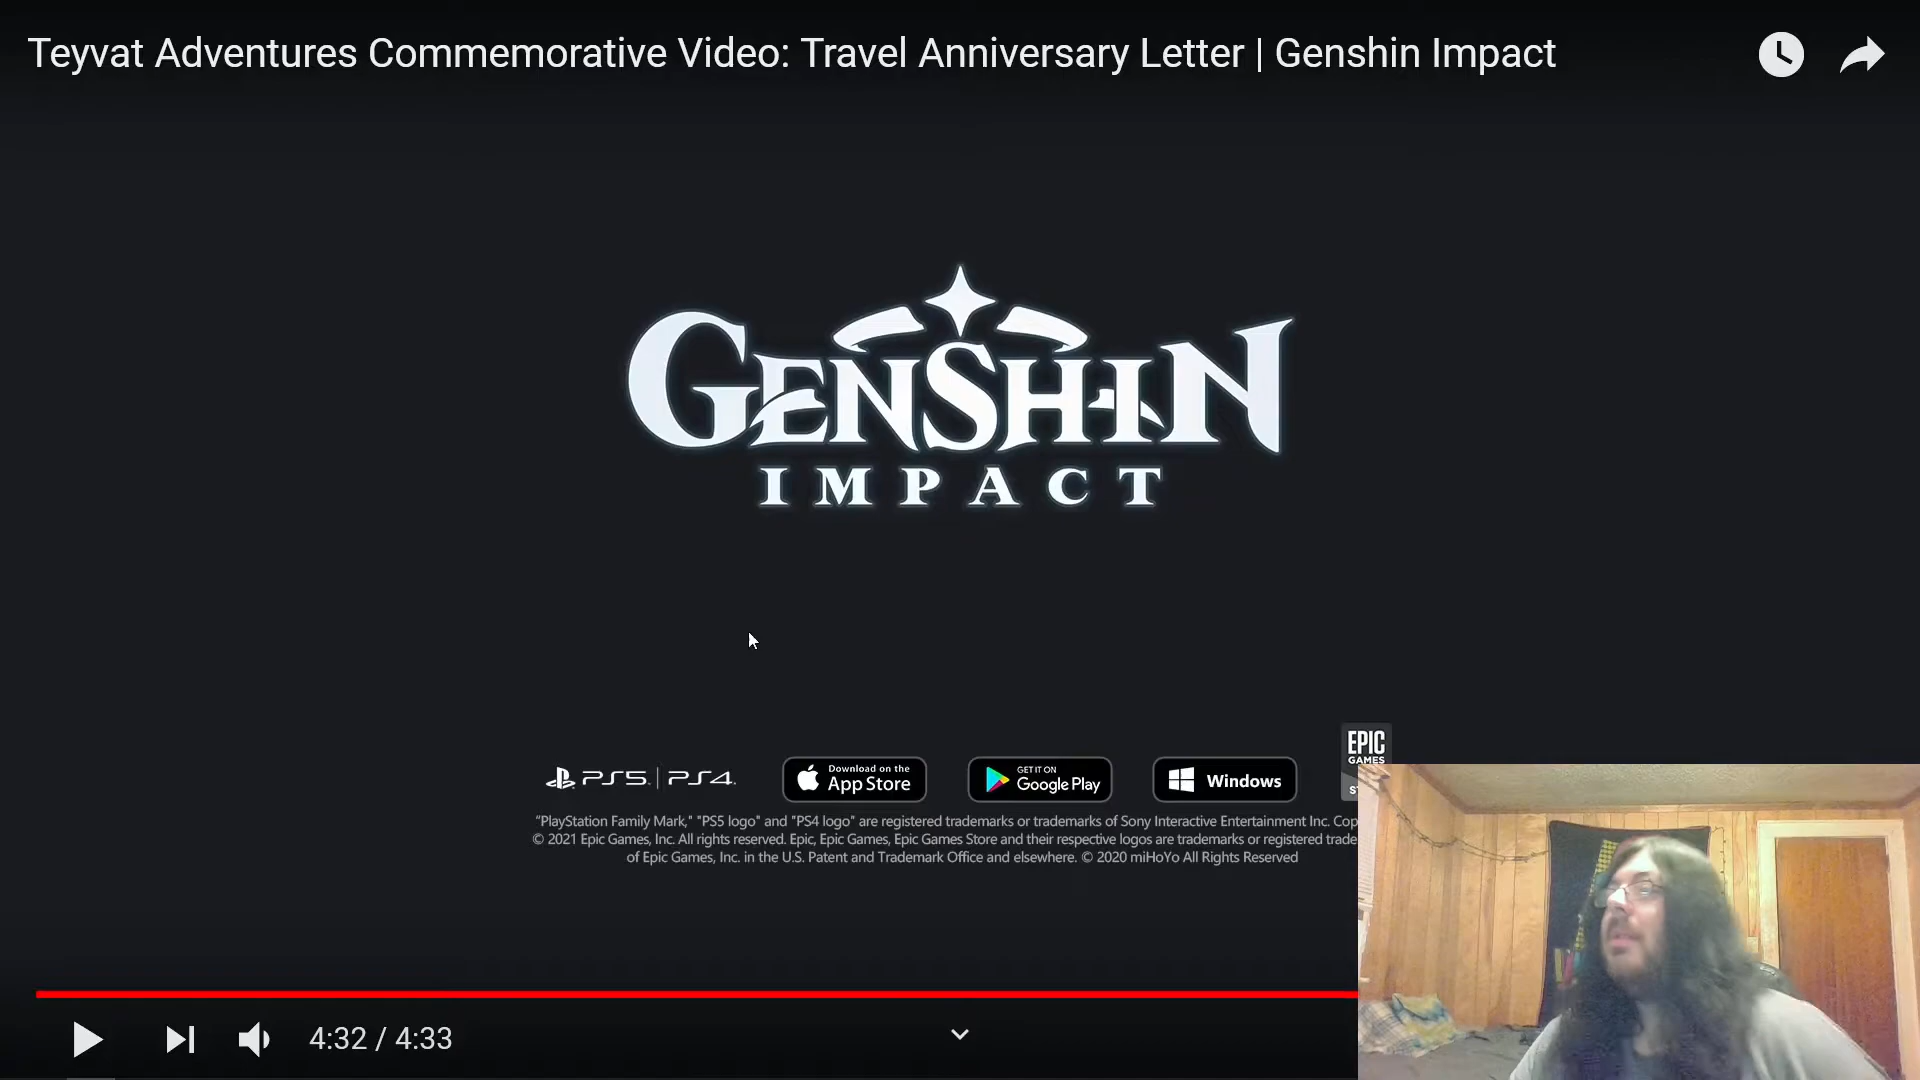 Teyvat Adventures Commemorative Video: Travel Anniversary Letter | Genshin Impact
GENSHIN
IMPACT
EPIC
GAMES
PS5 | PS4
Download on the
App Store
GET IT ON
Google Play
Windows
"PlayStation Family Mark," "PS5 logo" and "PS4 logo" are registered trademarks or trademarks of Sony Interactive Entertainment Inc.
© 2021 Epic Games, Inc. All rights reserved. Epic, Epic Games, Epic Games Store and their respective logos are trademarks or registered
of Epic Games, Inc. in the U.S. Patent and Trademark Office and elsewhere. © 2020 miHoYo All Rights Reserved
4:32 / 4:33